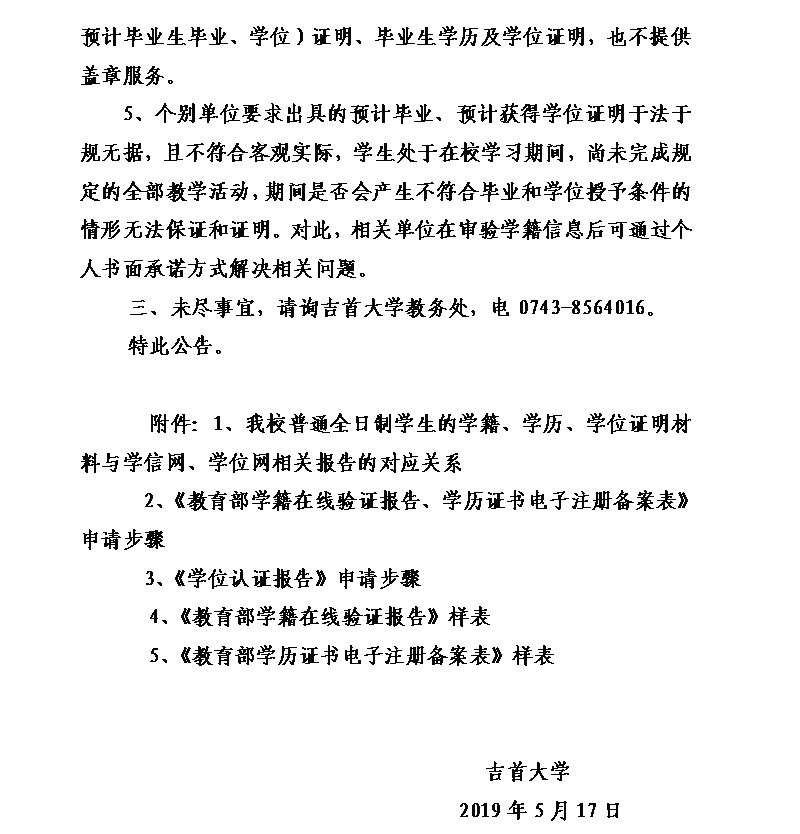 预计毕业生毕业、学位）证明、毕业生学历及学位证明，也不提供
盖章服务。
5、个别单位要求出具的预计毕业、预计获得学位证明于法于
规无据，且不符合客观实际，学生处于在校学习期间，尚未完成规
定的全部教学活动，期间是否会产生不符合毕业和学位授予条件的
情形无法保证和证明。对此，相关单位在审验学籍信息后可通过个
人书面承诺方式解决相关问题。
三、未尽事宜，请询吉首大学教务处，电 0743-8564016。
特此公告。
附件：1、我校普通全日制学生的学籍、学历、学位证明材
料与学信网、学位网相关报告的对应关系
2、《教育部学籍在线验证报告、学历证书电子注册备案表》
申请步骤
3、《学位认证报告》申请步骤
4、《教育部学籍在线验证报告》样表
5、《教育部学历证书电子注册备案表》样表
吉首大学
2019 年 5 月 17 日